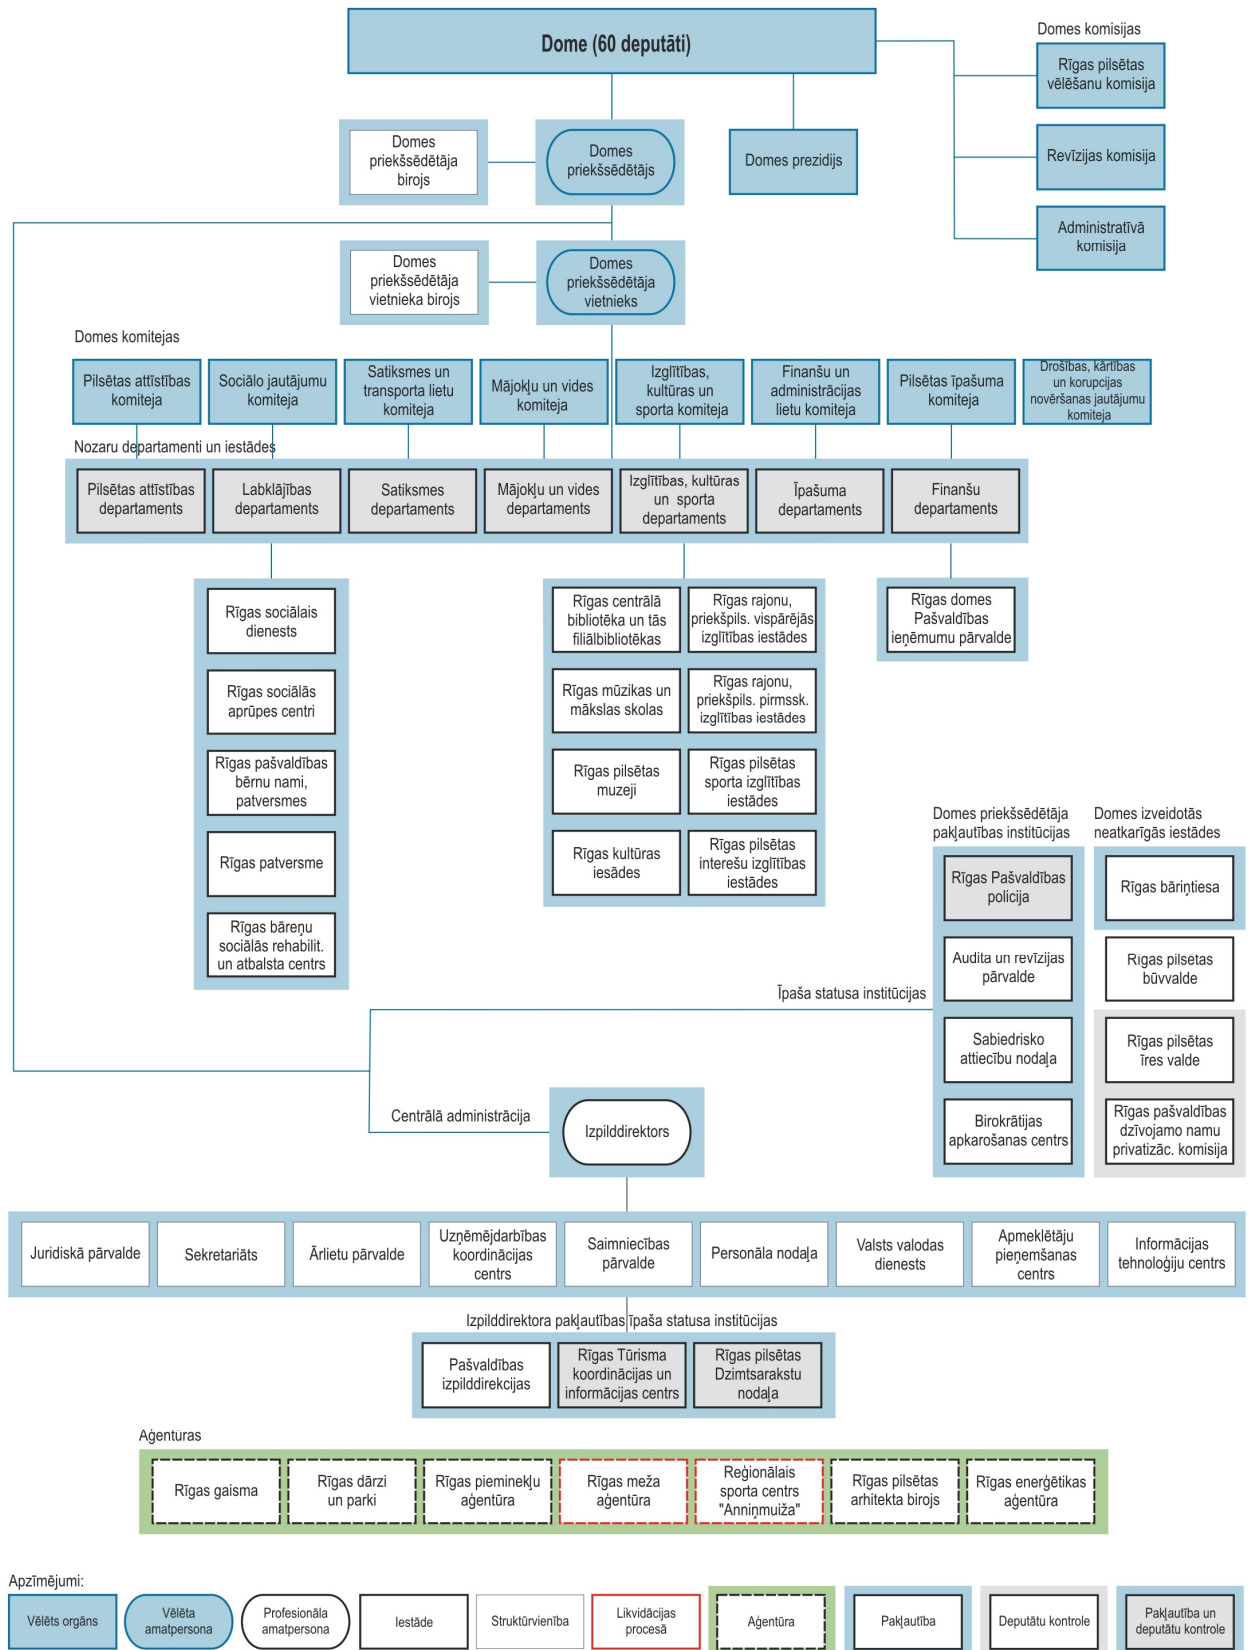 Dome (60 deputāti)
Domes komisijas
Rīgas pilsētas
vēlēšanu komisija
Revīzijas komisija
Administratīvā
komisija
Domes
priekšsēdētāja
birojs
Domes
priekšsēdētājs
Domes prezidijs
Domes
priekšsēdētāja
vietnieka birojs
Domes
priekšsēdētāja
vietnieks
Domes komitejas
Pilsētas attīstības
komiteja
Sociālo jautājumu
komiteja
Satiksmes un
transporta lietu
komiteja
Mājokļu un vides
komiteja
Izglītības,
kultūras un
sporta komiteja
Finanšu un
administrācijas
lietu komiteja
Pilsētas īpašuma
komiteja
Drošības, kārtības
un korupcijas
novēršanas jautājumu
komiteja
Nozaru departamenti un iestādes
Pilsētas attīstības
departaments
Labklājības
departaments
Satiksmes
departaments
Mājokļu un vides
departaments
Izglītības, kultūras
un sporta
departaments
Īpašuma
departaments
Finanšu
departaments
Rīgas sociālais
dienests
Rīgas sociālās
aprūpes centri
Rīgas pašvaldības
bērnu nami,
patversmes
Rīgas patversme
Rīgas bāreņu
sociālās rehabilit.
un atbalsta centrs
Rīgas centrālā
bibliotēka un tās
filiālbibliotēkas
Rīgas rajonu,
priekšpils. vispārējās
izglītības iestādes
Rīgas mūzikas un
mākslas skolas
Rīgas rajonu,
priekšpils. pirmssk.
izglītības iestādes
Rīgas pilsētas
muzeji
Rīgas pilsētas
sporta izglītības
iestādes
Rīgas kultūras
iesādes
Rīgas pilsētas
interešu izglītības
iestādes
Rīgas domes
Pašvaldības
ieņēmumu pārvalde
Domes priekšsēdētāja
pakļautības institūcijas
Rīgas Pašvaldības
policija
Audita un revīzijas
pārvalde
Sabiedrisko
attiecību nodaļa
Birokrātijas
apkarošanas centrs
Domes izveidotās
neatkarīgās iestādes
Rīgas bāriņtiesa
Rīgas pilsētas
būvvalde
Rīgas pilsētas
īres valde
Rīgas pašvaldības
dzīvojamo namu
privatizāc. komisija
Īpaša statusa institūcijas
Centrālā administrācija
Izpilddirektors
Juridiskā pārvalde
Sekretariāts
Ārlietu pārvalde
Uzņēmējdarbības
koordinācijas
centrs
Saimniecības
pārvalde
Personāla nodaļa
Valsts valodas
dienests
Apmeklētāju
pieņemšanas
centrs
Informācijas
tehnoloģiju centrs
Izpilddirektora pakļautības īpaša statusa institūcijas
Pašvaldības
izpilddirekcijas
Rīgas Tūrisma
koordinācijas un
informācijas centrs
Rīgas pilsētas
Dzimtsarakstu
nodaļa
Aģentūras
Rīgas gaisma
Rīgas dārzi
un parki
Rīgas pieminekļu
aģentūra
Rīgas meža
aģentūra
Reģionālais
sporta centrs
"Anniņmuiža"
Rīgas pilsētas
arhitekta birojs
Rīgas enerģētikas
aģentūra
Apzīmējumi:
Vēlēts orgāns
Vēlēta
amatpersona
Profesionāla
amatpersona
Iestāde
Struktūrvienība
Likvidācijas
procesā
Aģentūra
Pakļautība
Deputātu kontrole
Pakļautība un
deputātu kontrole